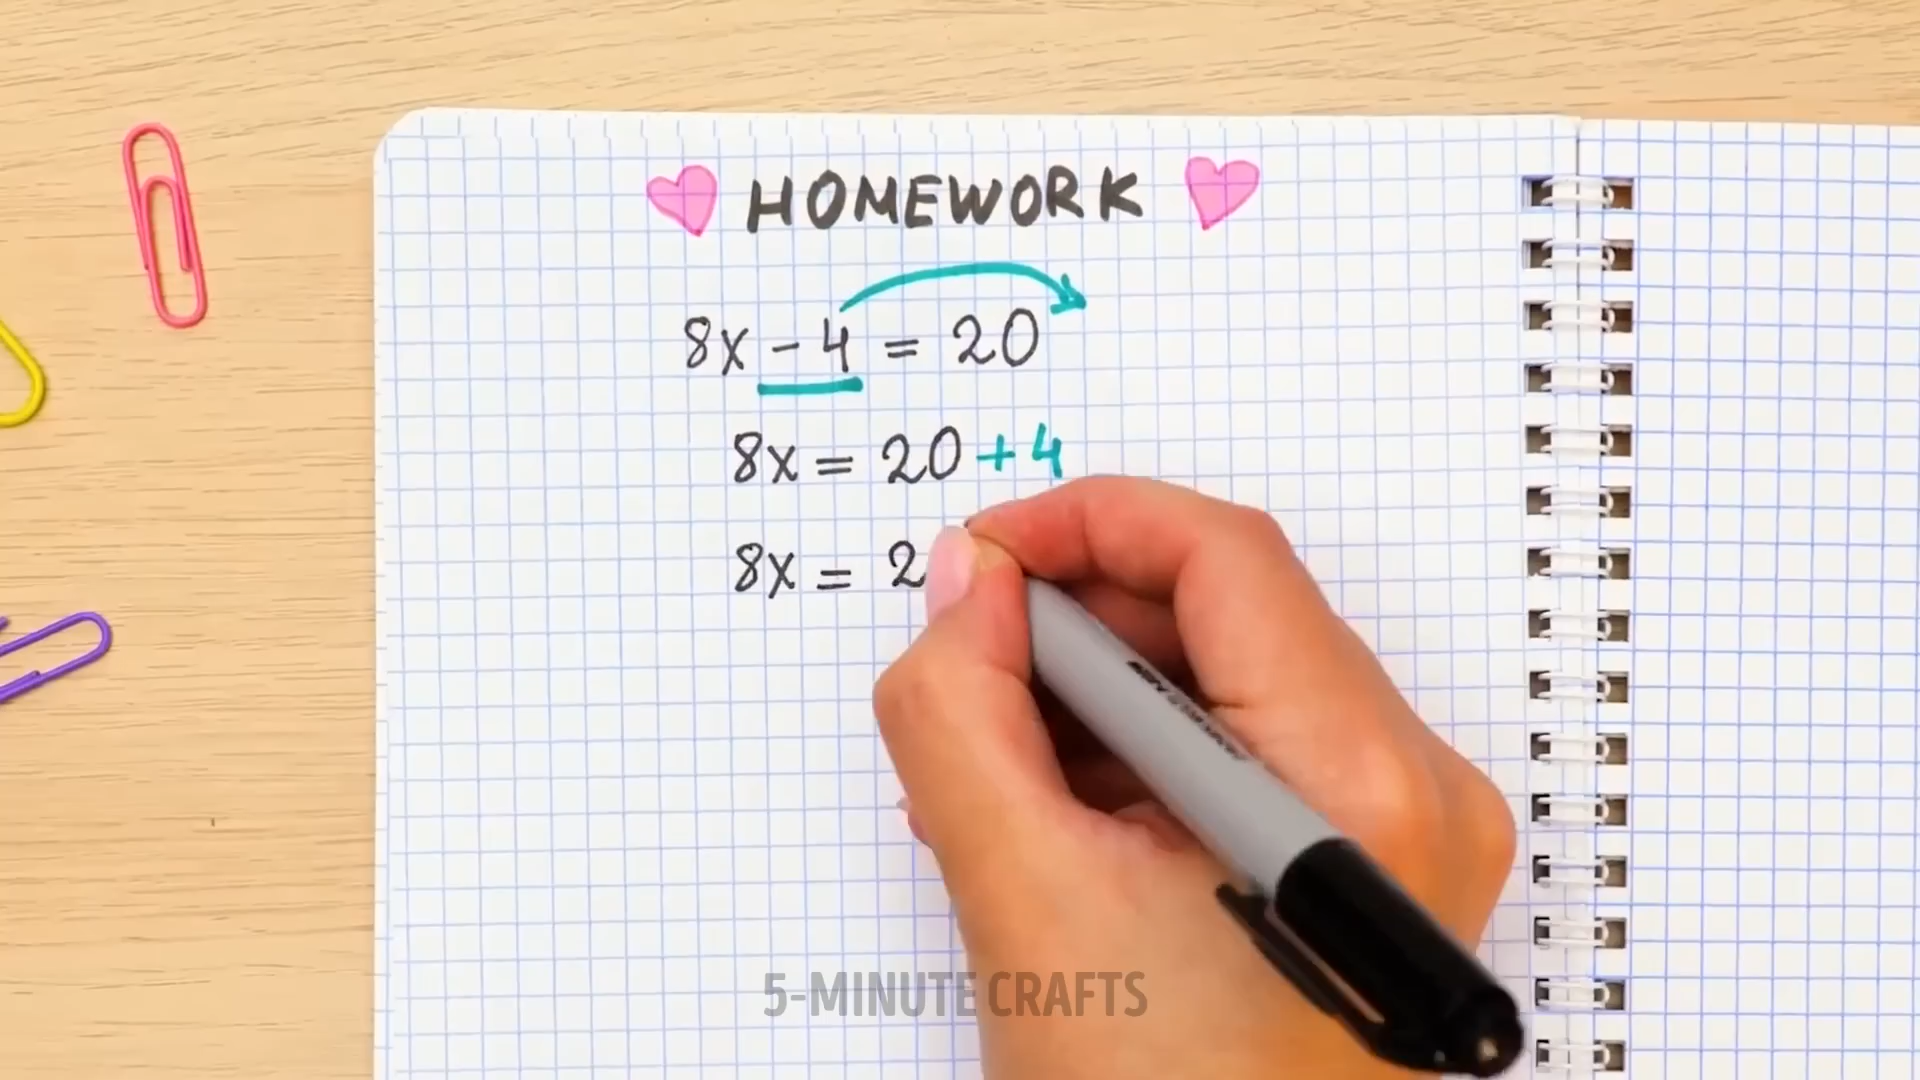 HOMEWORK
8x - 4 = 20
8x = 20 + 4
8x = 2
5-MINUTE CRAFTS